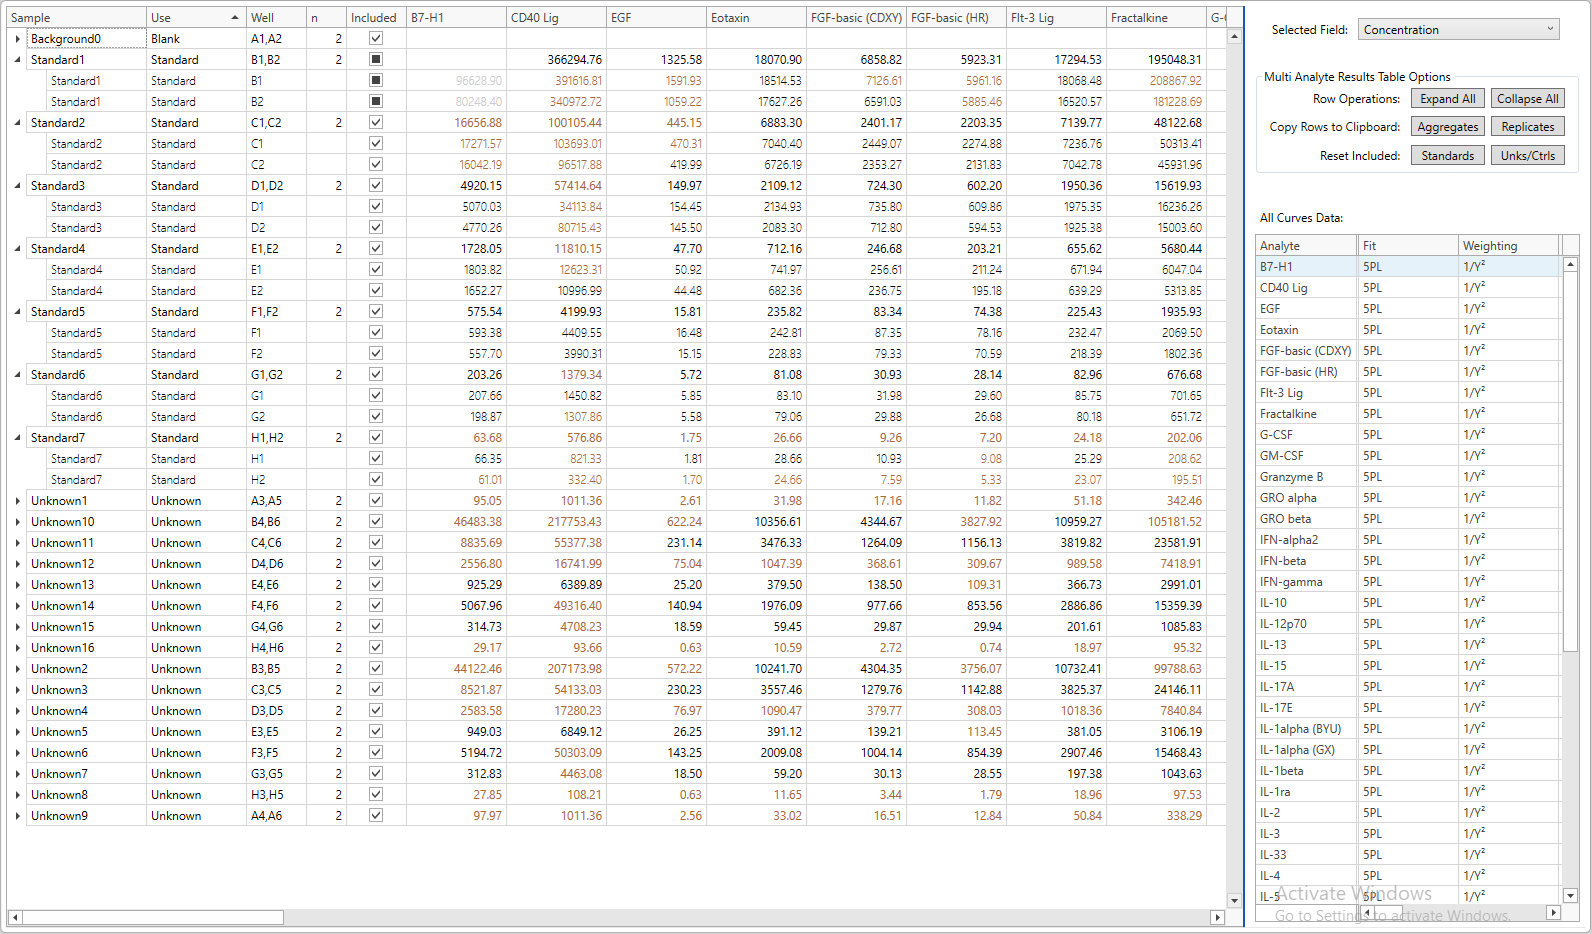 Sample Use Well n Included B7-H1 CD40 Lig EGF Eotaxin FGF-basic (CDXY) FGF-basic (HR) Flt-3 Lig Fractalkine
Background0 Blank A1,A2 2
Standard1 Standard B1,B2 2 366294.76 1325.58 18070.90 6858.82 5923.31 17294.53 195048.31
Standard1 Standard B1 96628.90 391616.81 1591.93 18514.53 7126.61 5961.16 18068.48 208867.92
Standard1 Standard B2 80248.40 340972.72 1059.22 17627.26 6591.03 5885.46 16520.57 181228.69
Standard2 Standard C1,C2 2 16656.88 100105.44 445.15 6883.30 2401.17 2203.35 7139.77 48122.68
Standard2 Standard C1 17271.57 103693.01 470.31 7040.40 2449.07 2274.88 7236.76 50313.41
Standard2 Standard C2 16042.19 96517.88 419.99 6726.19 2353.27 2131.83 7042.78 45931.96
Standard3 Standard D1,D2 2 4920.15 57414.64 149.97 2109.12 724.30 602.20 1950.36 15619.93
Standard3 Standard D1 5070.03 34113.84 154.45 2134.93 735.80 609.86 1975.35 16236.26
Standard3 Standard D2 4770.26 80715.43 145.50 2083.30 712.80 594.53 1925.38 15003.60
Standard4 Standard E1,E2 2 1728.05 11810.15 47.70 712.16 246.68 203.21 655.62 5680.44
Standard4 Standard E1 1803.82 12623.31 50.92 741.97 256.61 211.24 671.94 6047.04
Standard4 Standard E2 1652.27 10996.99 44.48 682.36 236.75 195.18 639.29 5313.85
Standard5 Standard F1,F2 2 575.54 4199.93 15.81 235.82 83.34 74.38 225.43 1935.93
Standard5 Standard F1 593.38 4409.55 16.48 242.81 87.35 78.16 232.47 2069.50
Standard5 Standard F2 557.70 3990.31 15.15 228.83 79.33 70.59 218.39 1802.36
Standard6 Standard G1,G2 2 203.26 1379.34 5.72 81.08 30.93 28.14 82.96 676.68
Standard6 Standard G1 207.66 1450.82 5.85 83.10 31.98 29.60 85.75 701.65
Standard6 Standard G2 198.87 1307.86 5.58 79.06 29.88 26.68 80.18 651.72
Standard7 Standard H1,H2 2 63.68 576.86 1.75 26.66 9.26 7.20 24.18 202.06
Standard7 Standard H1 66.35 821.33 1.81 28.66 10.93 9.08 25.29 208.62
Standard7 Standard H2 61.01 332.40 1.70 24.66 7.59 5.33 23.07 195.51
Unknown1 Unknown A3,A5 2 95.05 1011.36 2.61 31.98 17.16 11.82 51.18 342.46
Unknown10 Unknown B4,B6 2 46483.38 217753.43 622.24 10356.61 4344.67 3827.92 10959.27 105181.52
Unknown11 Unknown C4,C6 2 8835.69 55377.38 231.14 3476.33 1264.09 1156.13 3819.82 23581.91
Unknown12 Unknown D4,D6 2 2556.80 16741.99 75.04 1047.39 368.61 309.67 989.58 7418.91
Unknown13 Unknown E4,E6 2 925.29 6389.89 25.20 379.50 138.50 109.31 366.73 2991.01
Unknown14 Unknown F4,F6 2 5067.96 49316.40 140.94 1976.09 977.66 853.56 2886.86 15359.39
Unknown15 Unknown G4,G6 2 314.73 4708.23 18.59 59.45 29.87 29.94 201.61 1085.83
Unknown16 Unknown H4,H6 2 29.17 93.66 0.63 10.59 2.72 0.74 18.97 95.32
Unknown2 Unknown B3,B5 2 44122.46 207173.98 572.22 10241.70 4304.35 3756.07 10732.41 99788.63
Unknown3 Unknown C3,C5 2 8521.87 54133.03 230.23 3557.46 1279.76 1142.88 3825.37 24146.11
Unknown4 Unknown D3,D5 2 2583.58 17280.23 76.97 1090.47 379.77 308.03 1018.36 7840.84
Unknown5 Unknown E3,E5 2 949.03 6849.12 26.25 391.12 139.21 113.45 381.05 3106.19
Unknown6 Unknown F3,F5 2 5194.72 50303.09 143.25 2009.08 1004.14 854.39 2907.46 15468.43
Unknown7 Unknown G3,G5 2 312.83 4463.08 18.50 59.20 30.13 28.55 197.38 1043.63
Unknown8 Unknown H3,H5 2 27.85 108.21 0.63 11.65 3.44 1.79 18.96 97.53
Unknown9 Unknown A4,A6 2 97.97 1011.36 2.56 33.02 16.51 12.84 50.84 338.29
Selected Field: Concentration
Multi Analyte Results Table Options
Row Operations: Expand All Collapse All
Copy Rows to Clipboard: Aggregates Replicates
Reset Included: Standards Unks/Ctrls
All Curves Data:
Analyte Fit Weighting
B7-H1 5PL 1/Y²
CD40 Lig 5PL 1/Y²
EGF 5PL 1/Y²
Eotaxin 5PL 1/Y²
FGF-basic (CDXY) 5PL 1/Y²
FGF-basic (HR) 5PL 1/Y²
Flt-3 Lig 5PL 1/Y²
Fractalkine 5PL 1/Y²
G-CSF 5PL 1/Y²
GM-CSF 5PL 1/Y²
Granzyme B 5PL 1/Y²
GRO alpha 5PL 1/Y²
GRO beta 5PL 1/Y²
IFN-alpha2 5PL 1/Y²
IFN-beta 5PL 1/Y²
IFN-gamma 5PL 1/Y²
IL-10 5PL 1/Y²
IL-12p70 5PL 1/Y²
IL-13 5PL 1/Y²
IL-15 5PL 1/Y²
IL-17A 5PL 1/Y²
IL-17E 5PL 1/Y²
IL-1alpha (BYU) 5PL 1/Y²
IL-1alpha (GX) 5PL 1/Y²
IL-1beta 5PL 1/Y²
IL-1ra 5PL 1/Y²
IL-2 5PL 1/Y²
IL-3 5PL 1/Y²
IL-33 5PL 1/Y²
IL-4 5PL 1/Y²
IL-5 5PL 1/Y²
Activate Windows
Go to Settings to activate Windows.